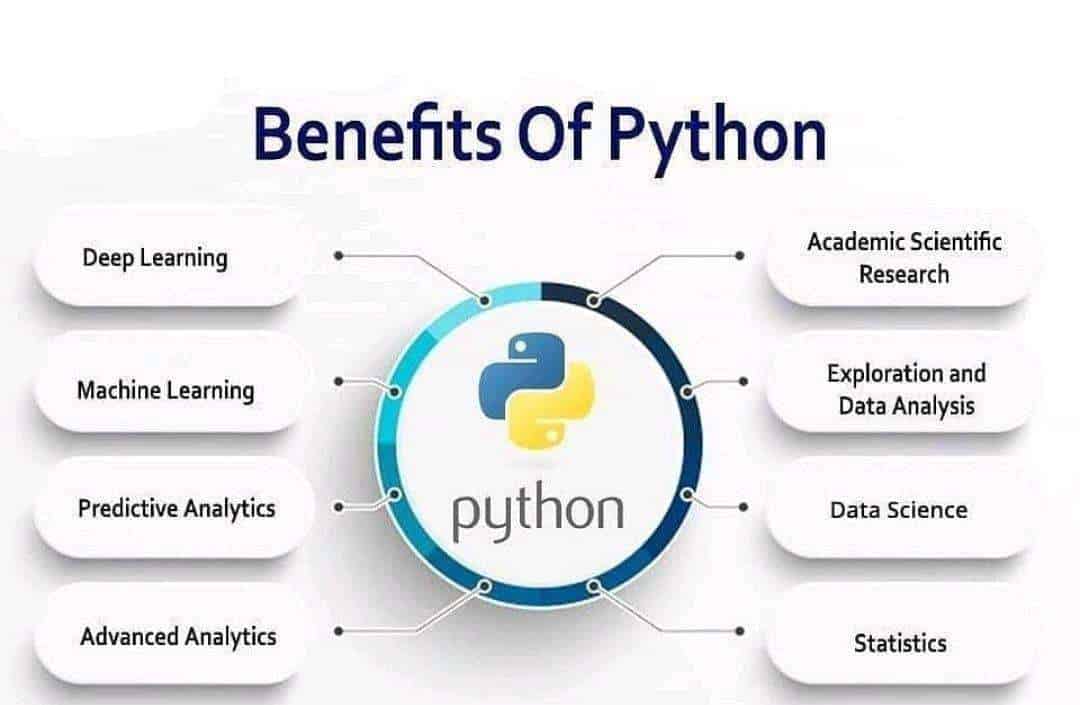 Benefits Of Python
Deep Learning
Machine Learning
Predictive Analytics
Advanced Analytics
python
Academic Scientific
Research
Exploration and
Data Analysis
Data Science
Statistics